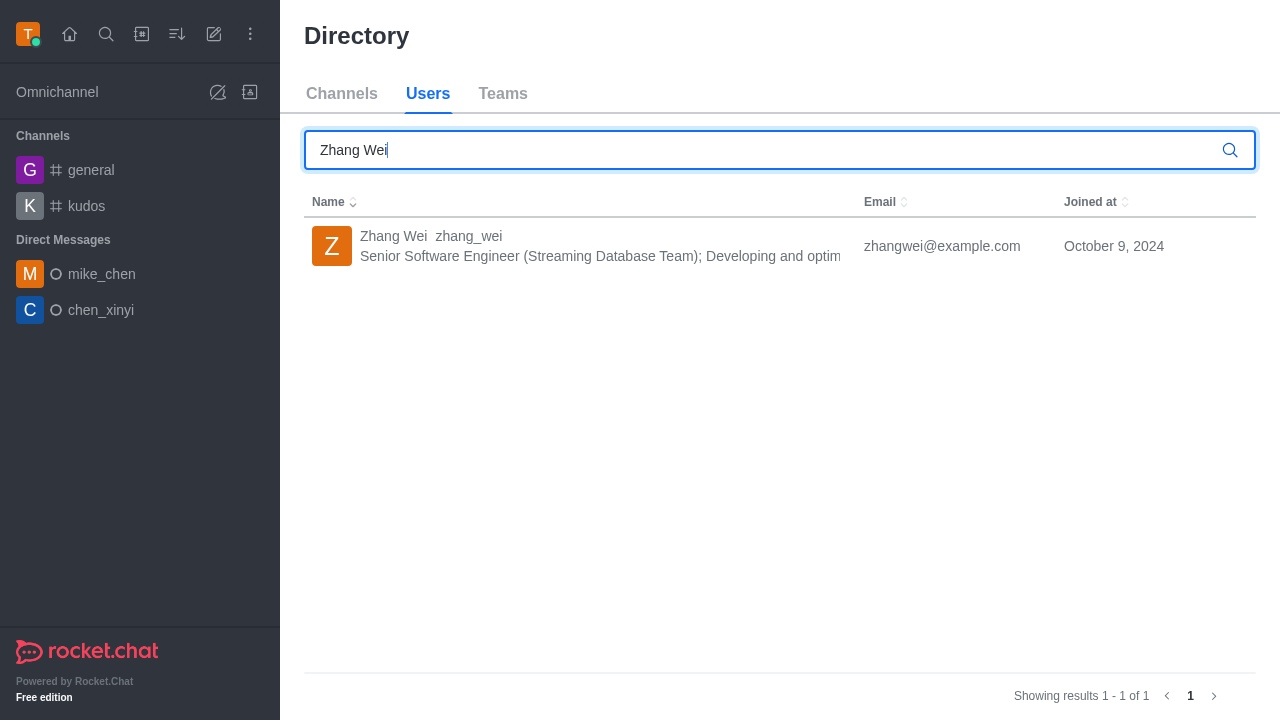 T
Directory
Omnichannel
Channels Users Teams
Channels
G general
K kudos
Direct Messages
M mike_chen
C chen_xinyi
Zhang Wei
Name Email Joined at
Z
Zhang Wei zhang_wei
Senior Software Engineer (Streaming Database Team); Developing and optim
zhangwei@example.com
October 9, 2024
rocket.chat
Powered by Rocket.Chat
Free edition
Showing results 1 - 1 of 1
1